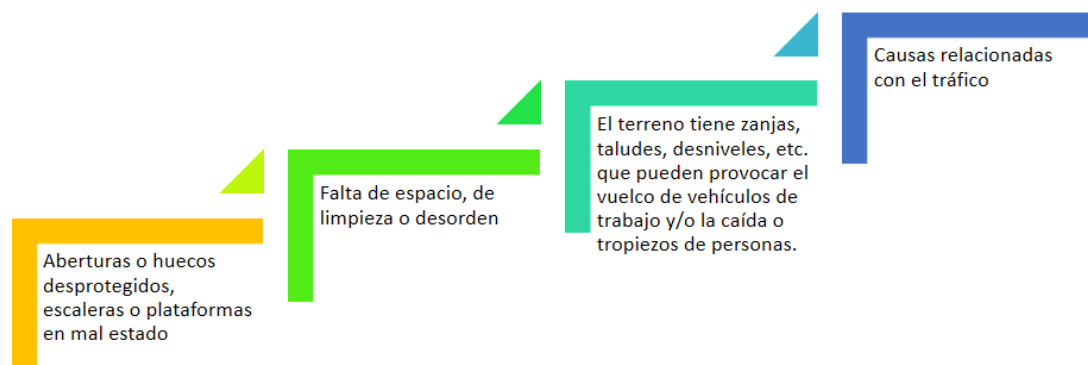 Aberturas o huecos
desprotegidos,
escaleras o plataformas
en mal estado
Falta de espacio, de
limpieza o desorden
El terreno tiene zanjas,
taludes, desniveles, etc.
que pueden provocar el
vuelco de vehículos de
trabajo y/o la caída o
tropiezos de personas.
Causas relacionadas
con el tráfico